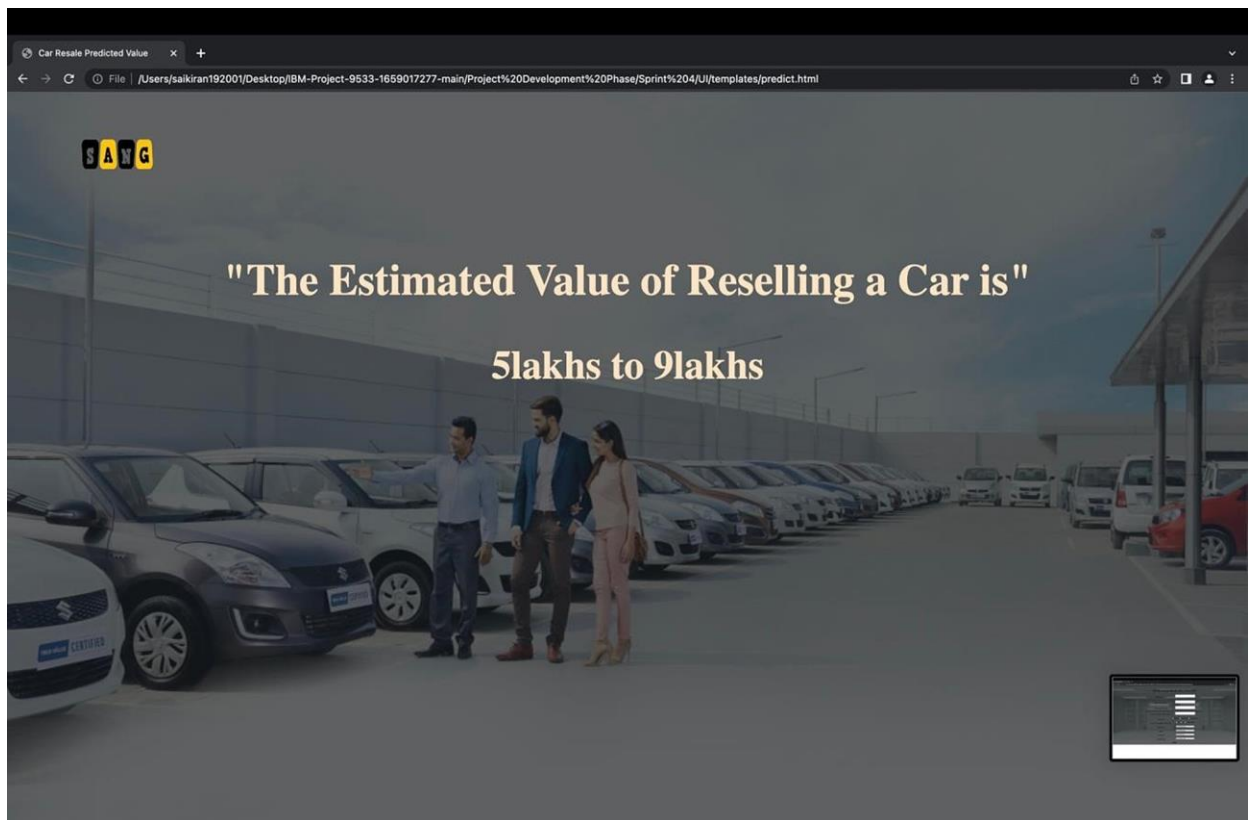 Car Resale Predicted Value
File | /Users/saikiran192001/Desktop/IBM-Project-9533-1659017277-main/Project%20Development%20Phase/Sprint%204/UI/templates/predict.html
SANG
"The Estimated Value of Reselling a Car is"
5lakhs to 9lakhs
CERTIFIED